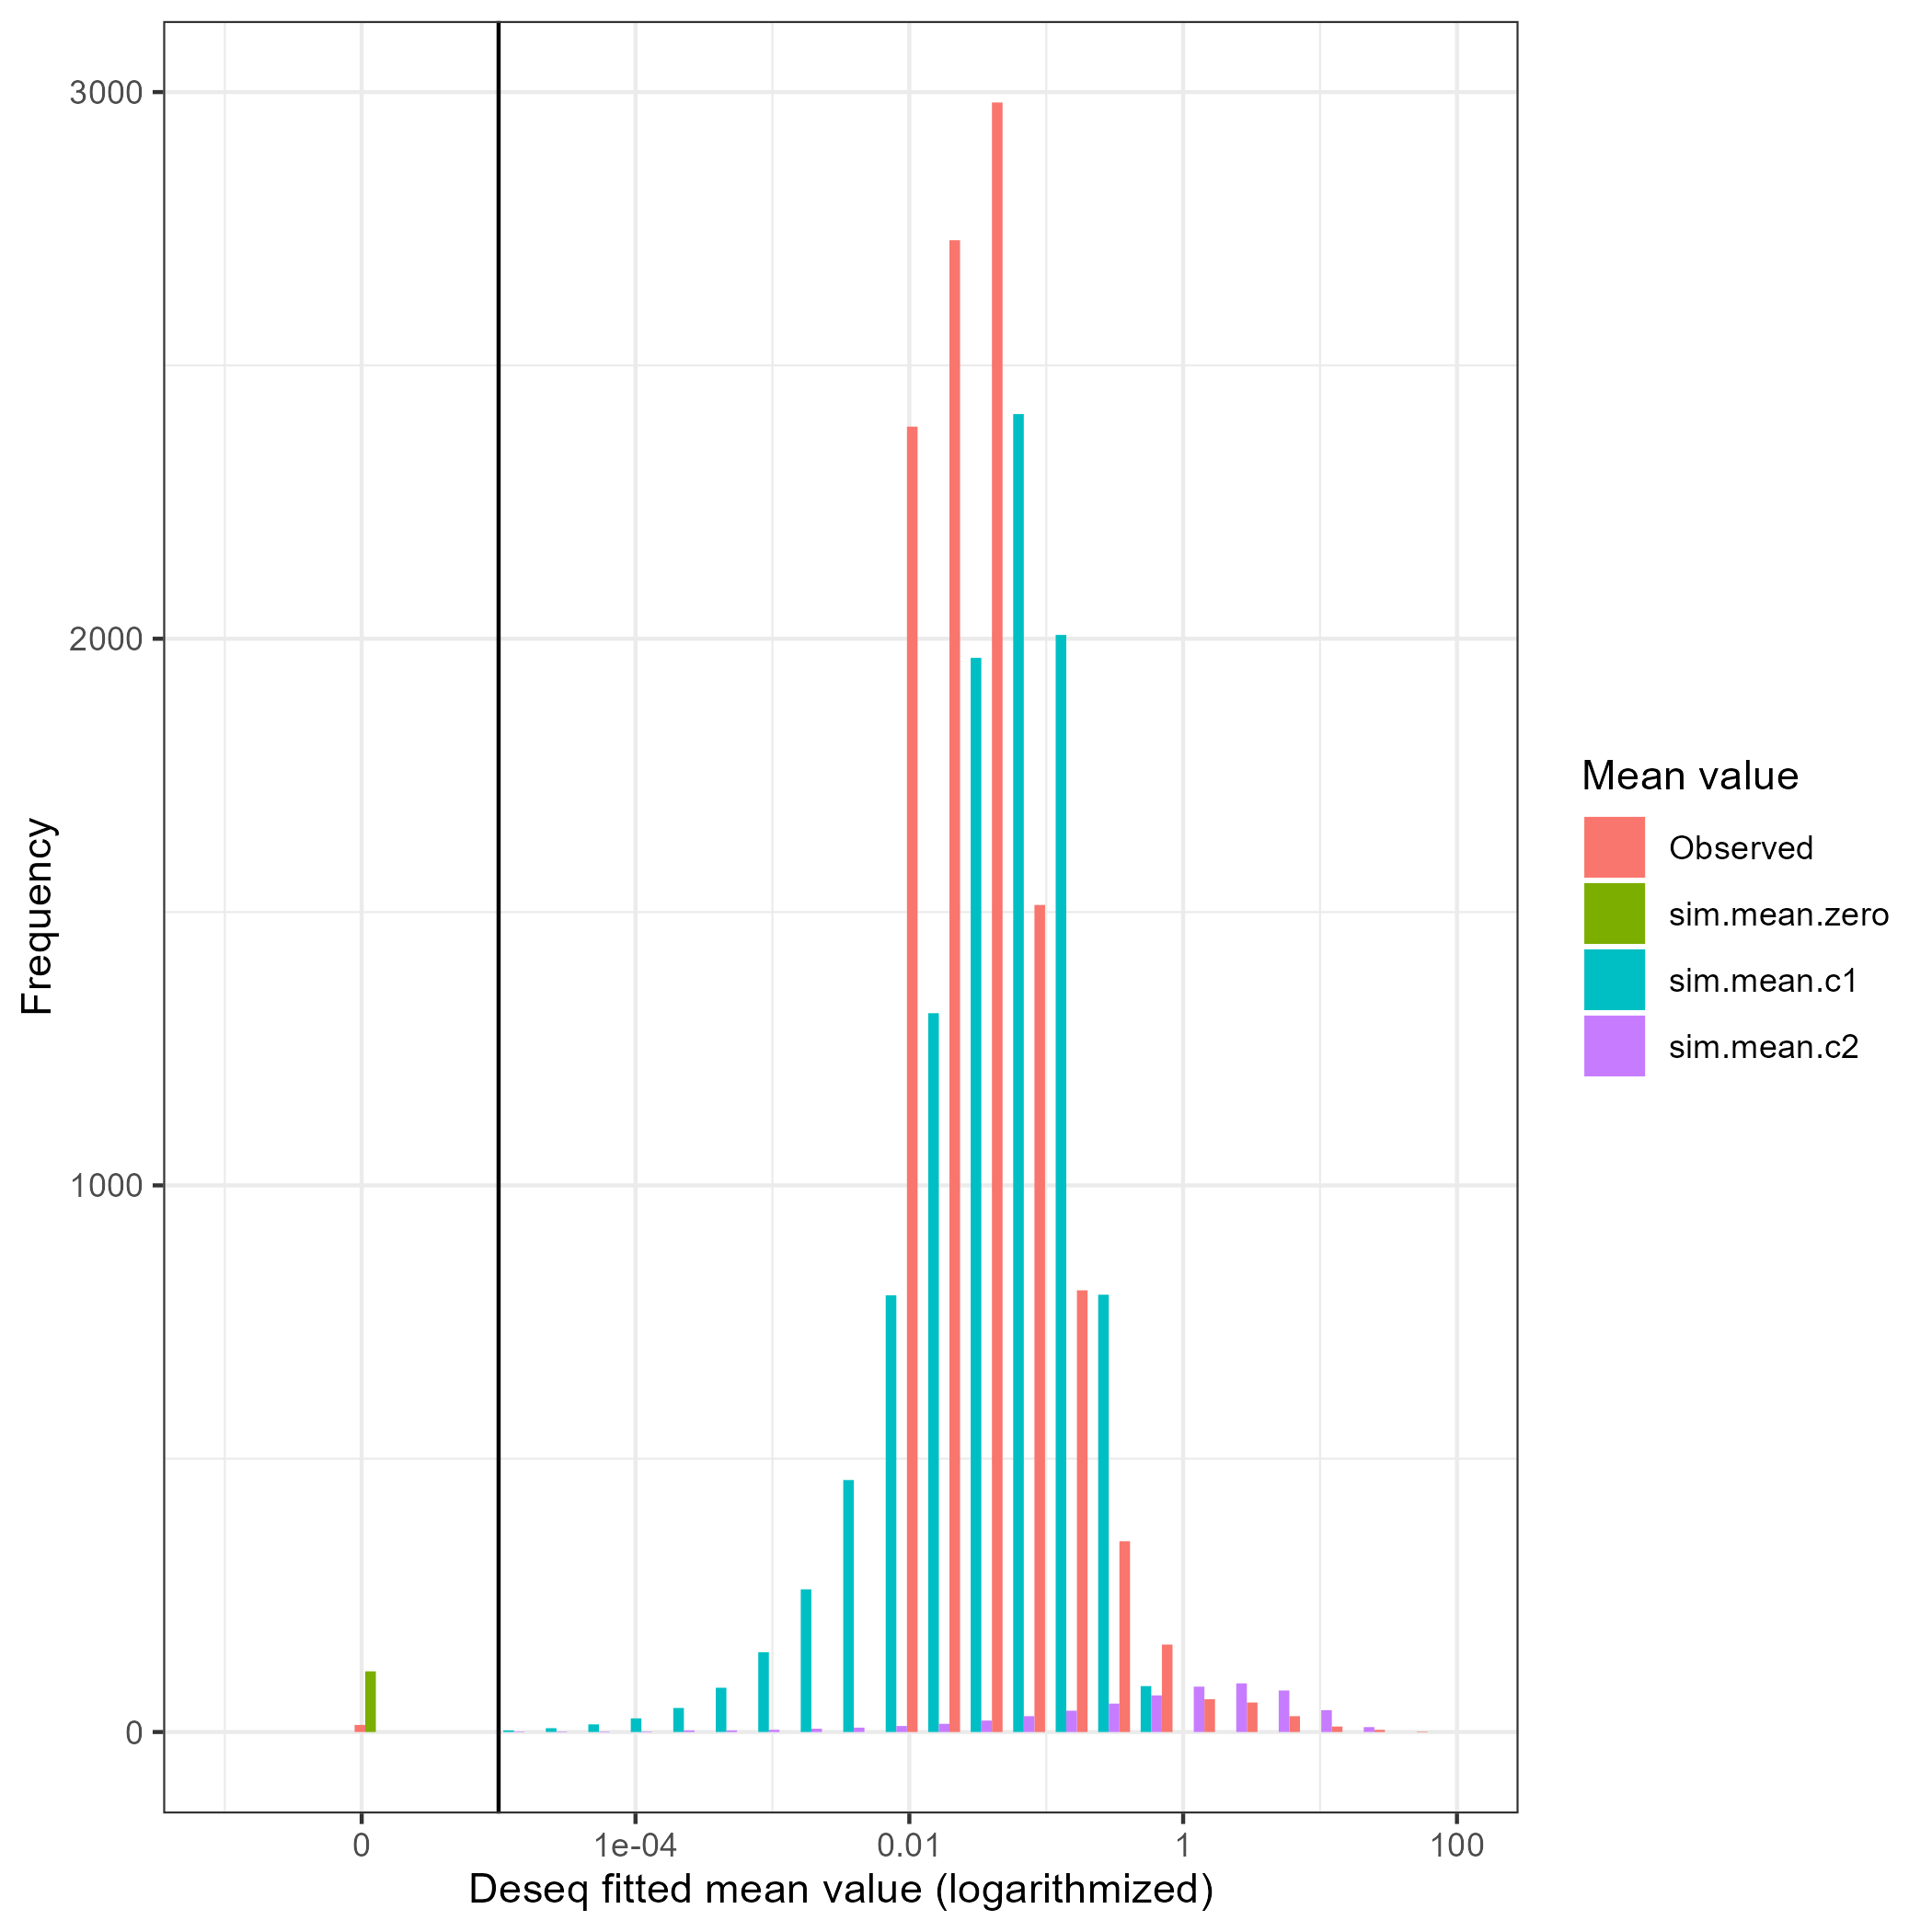 3000
2000
1000
0
Frequency
0
1e-04
0.01
1
100
Deseq fitted mean value (logarithmized)
Mean value
Observed
sim.mean.zero
sim.mean.c1
sim.mean.c2